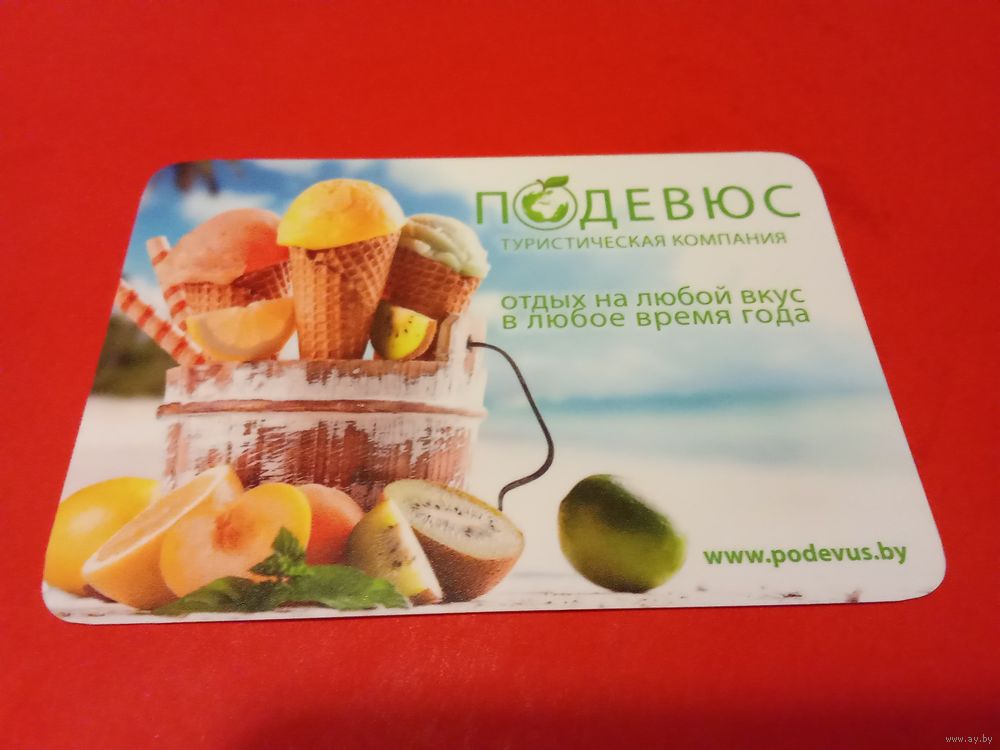 ПОДЕВЮС
ТУРИСТИЧЕСКАЯ КОМПАНИЯ
отдых на любой вкус
в любое время года
www.podevus.by
www.ay.by